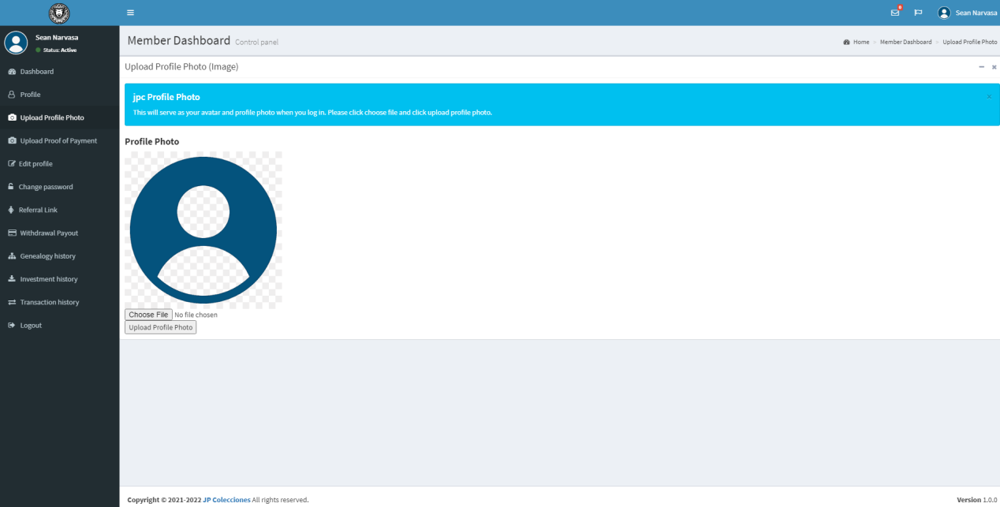 Sean Narvasa
Sean Narvasa
Status: Active
Dashboard
Profile
Upload Profile Photo
Upload Proof of Payment
Edit profile
Change password
Referral Link
Withdrawal Payout
Genealogy history
Investment history
Transaction history
Logout
Member Dashboard Control panel
Home > Member Dashboard > Upload Profile Photo
Upload Profile Photo (Image)
jpc Profile Photo
This will serve as your avatar and profile photo when you log in. Please click choose file and click upload profile photo.
Profile Photo
Choose File No file chosen
Upload Profile Photo
Copyright © 2021-2022 JP Colecciones All rights reserved.
Version 1.0.0